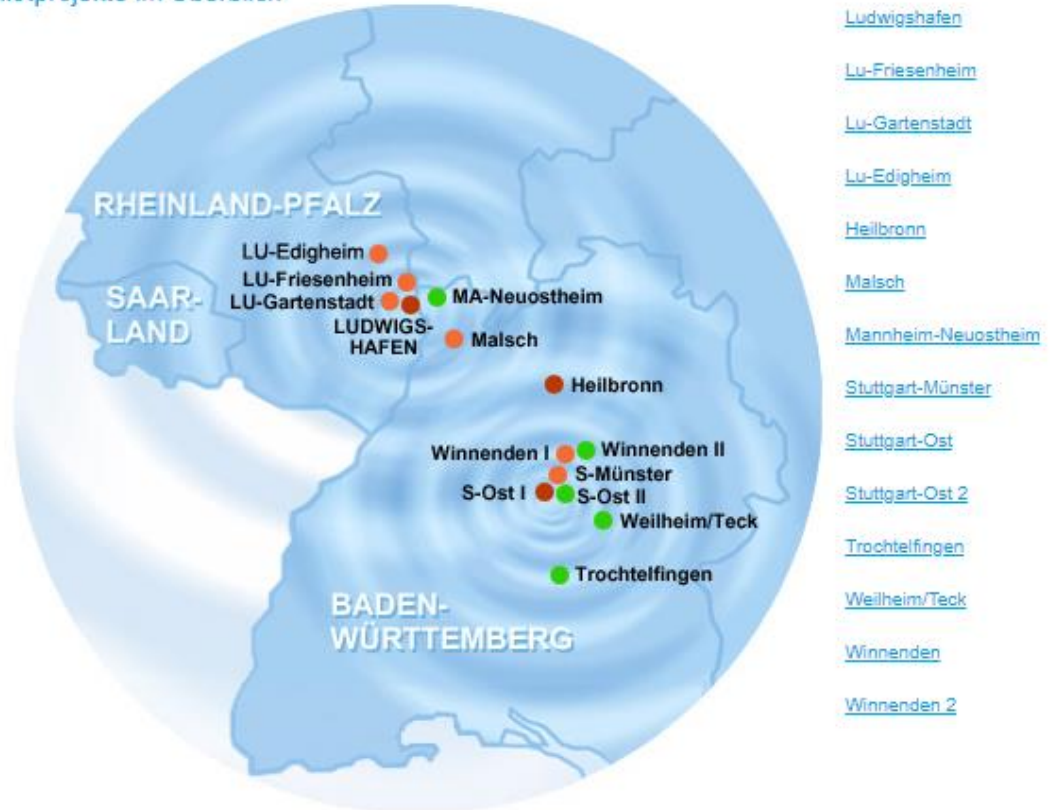 im Überblick
RHEINLAND-PFALZ
LU-Edigheim
LU-Friesenheim
LU-Gartenstadt
MA-Neuostheim
SAAR-
LAND
LUDWIGS-
HAFEN
Malsch
Heilbronn
Winnenden I
Winnenden II
S-Münster
S-Ost I
S-Ost II
Weilheim/Teck
Trochtelfingen
BADEN-
WÜRTTEMBERG
Ludwigshafen
Lu-Friesenheim
Lu-Gartenstadt
Lu-Edigheim
Heilbronn
Malsch
Mannheim-Neuostheim
Stuttgart-Münster
Stuttgart-Ost
Stuttgart-Ost 2
Trochtelfingen
Weilheim/Teck
Winnenden
Winnenden 2